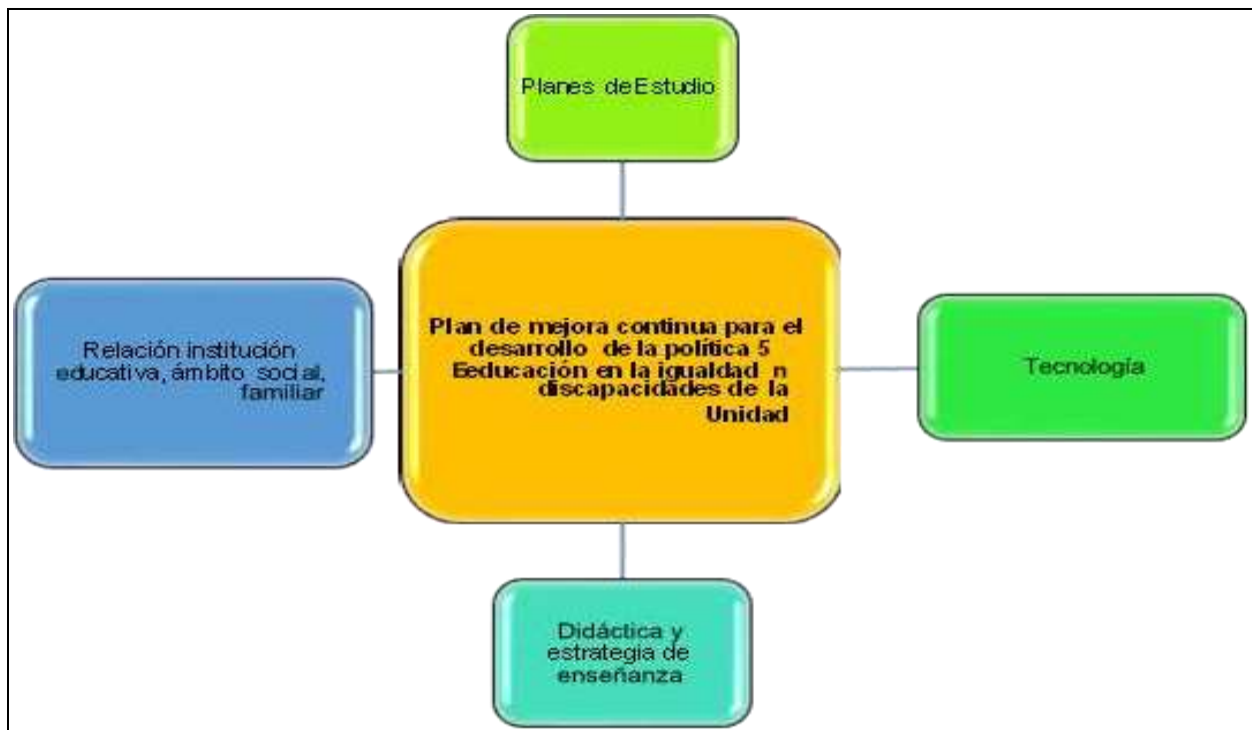 Planes de Estudio
Plan de mejora continua para el
desarrollo de la política 5
Eeducación en la igualdad n
discapacidades de la
Unidad
Relación institución
educativa, ámbito social,
familiar
Tecnología
Didáctica y
estrategia de
enseñanza